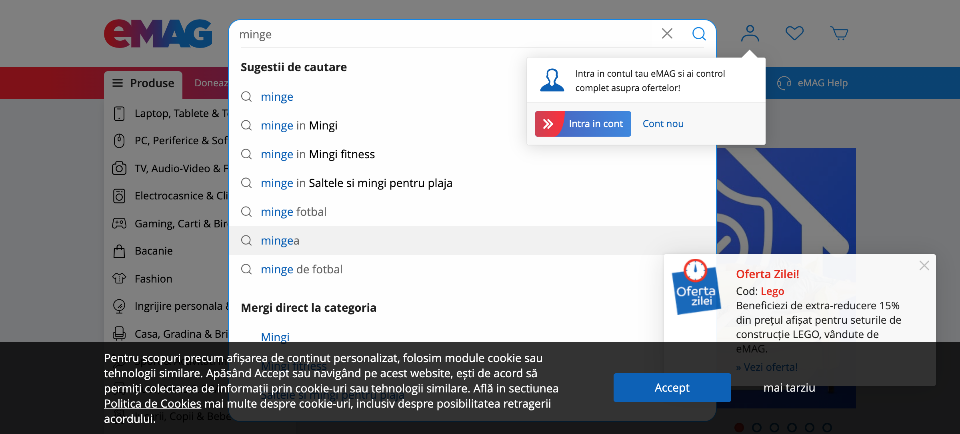 eMAG
minge
Sugestii de cautare
minge
minge in Mingi
minge in Mingi fitness
minge in Saltele si mingi pentru plaja
minge fotbal
mingea
minge de fotbal
Mergi direct la categoria
Mingi
Mingi fitness
Saltele si mingi pentru plaja
Intra in contul tau eMAG si ai control
complet asupra ofertelor!
Intra in cont
Cont nou
Produse
eMAG Help
Laptop, Tablete & T
PC, Periferice & Sof
TV, Audio-Video & F
Electrocasnice & Cli
Gaming, Carti & Bir
Bacanie
Fashion
Ingrijire personala &
Casa, Gradina & Bri
Oferta
zilei
Oferta Zilei!
Cod: Lego
Beneficiezi de extra-reducere 15%
din prețul afișat pentru seturile de
construcție LEGO, vândute de
eMAG.
» Vezi oferta!
Pentru scopuri precum afișarea de conținut personalizat, folosim module cookie sau
tehnologii similare. Apăsând Accept sau navigând pe acest website, ești de acord să
permiți colectarea de informații prin cookie-uri sau tehnologii similare. Află in sectiunea
Politica de Cookies mai multe despre cookie-uri, inclusiv despre posibilitatea retragerii
acordului.
Accept
mai tarziu